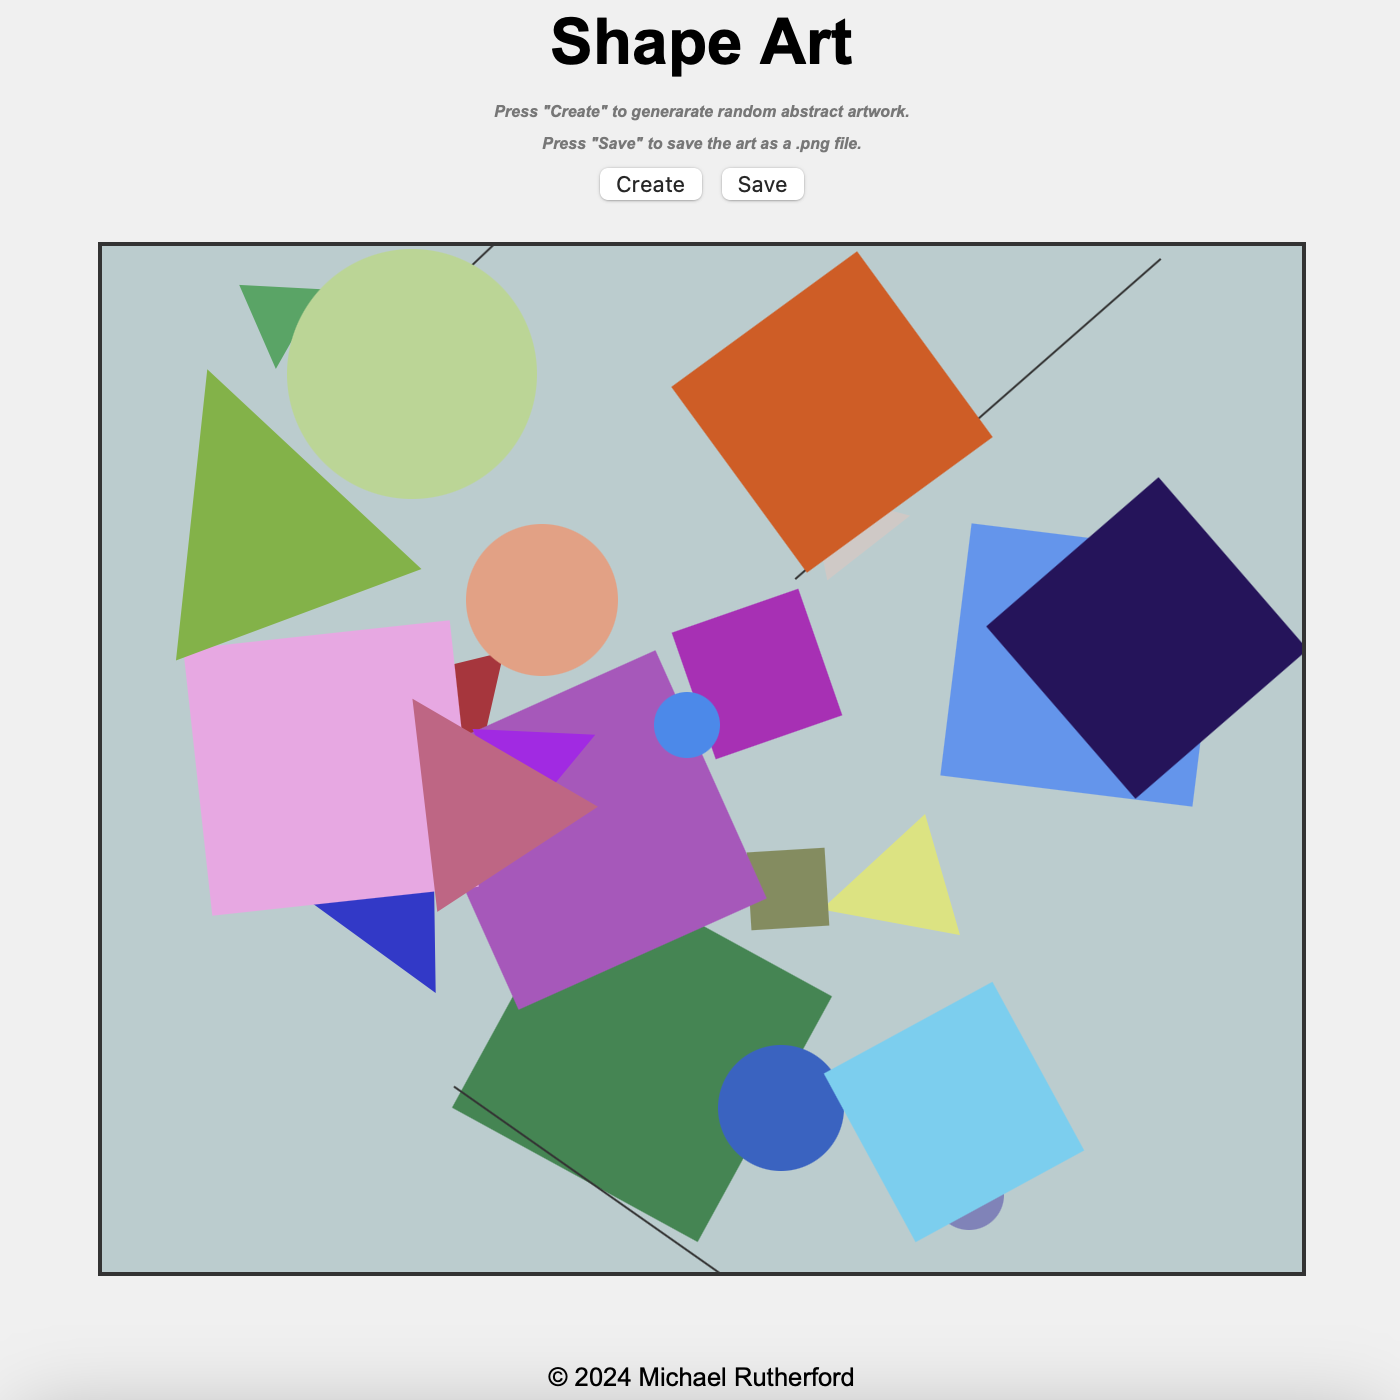 Shape Art
Press "Create" to generarate random abstract artwork.
Press "Save" to save the art as a .png file.
Create Save
© 2024 Michael Rutherford